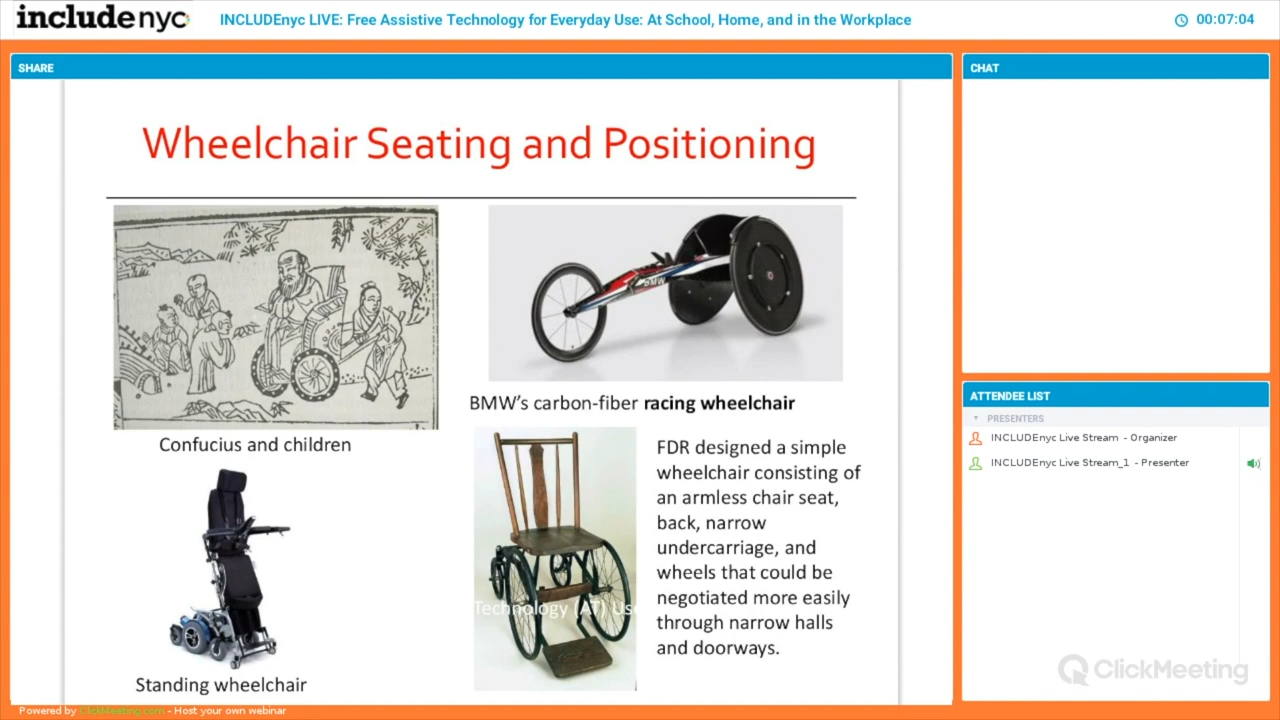 includenyc
INCLUDEnyc LIVE: Free Assistive Technology for Everyday Use: At School, Home, and in the Workplace
00:07:04
SHARE
Wheelchair Seating and Positioning
BMW
Confucius and children
BMW's carbon-fiber racing wheelchair
FDR designed a simple
wheelchair consisting of
an armless chair seat,
back, narrow
undercarriage, and
wheels that could be
negotiated more easily
through narrow halls
and doorways.
Technology (AT) Use
Standing wheelchair
CHAT
ATTENDEE LIST
PRESENTERS
INCLUDEnyc Live Stream - Organizer
INCLUDEnyc Live Stream_1 - Presenter
ClickMeeting
Powered by ClickMeeting.com - Host your own webinar